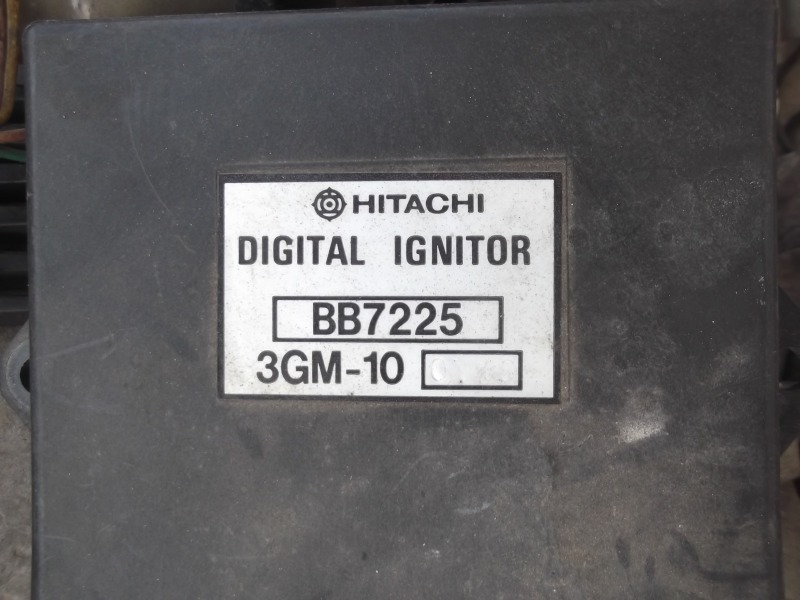 HITACHI
DIGITAL IGNITOR
BB7225
3GM-10